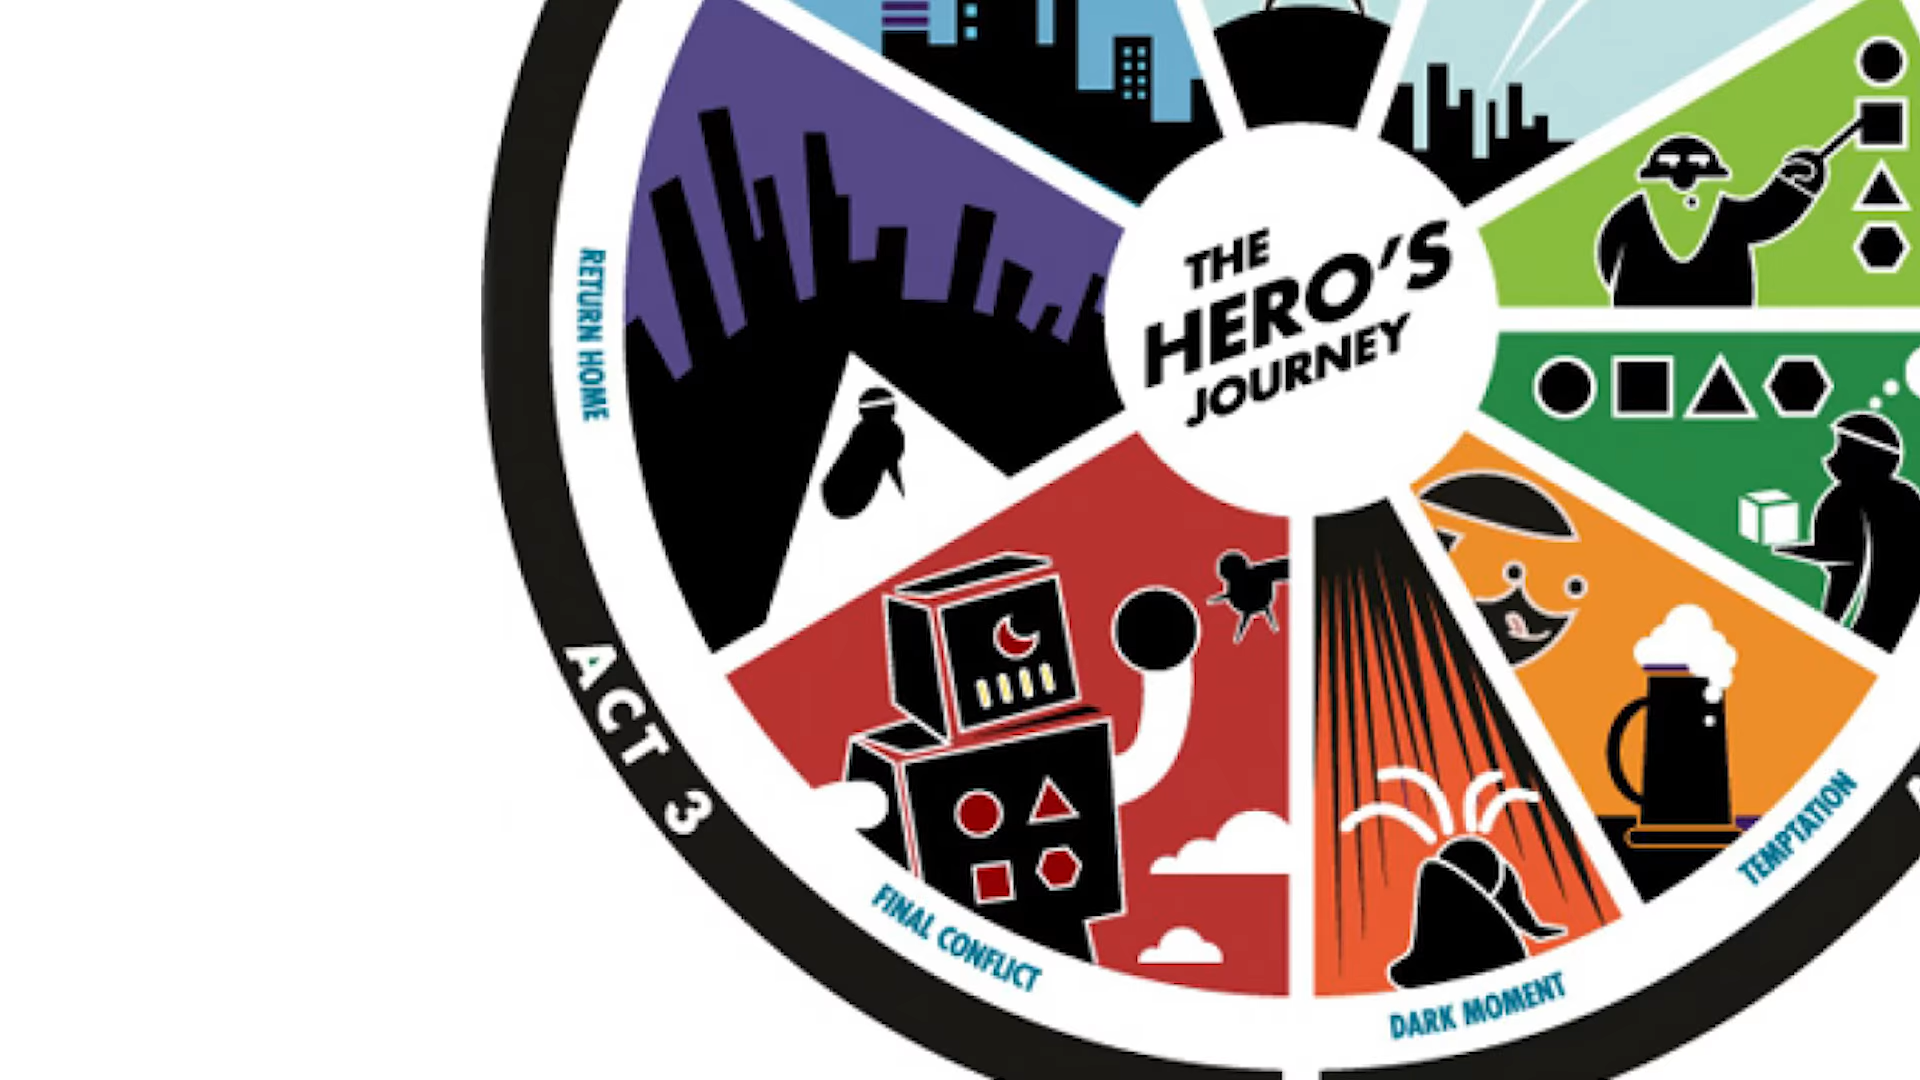 THE
HERO'S
JOURNEY
RETURN HOME
ACT 3
FINAL CONFLICT
DARK MOMENT
TEMPTATION